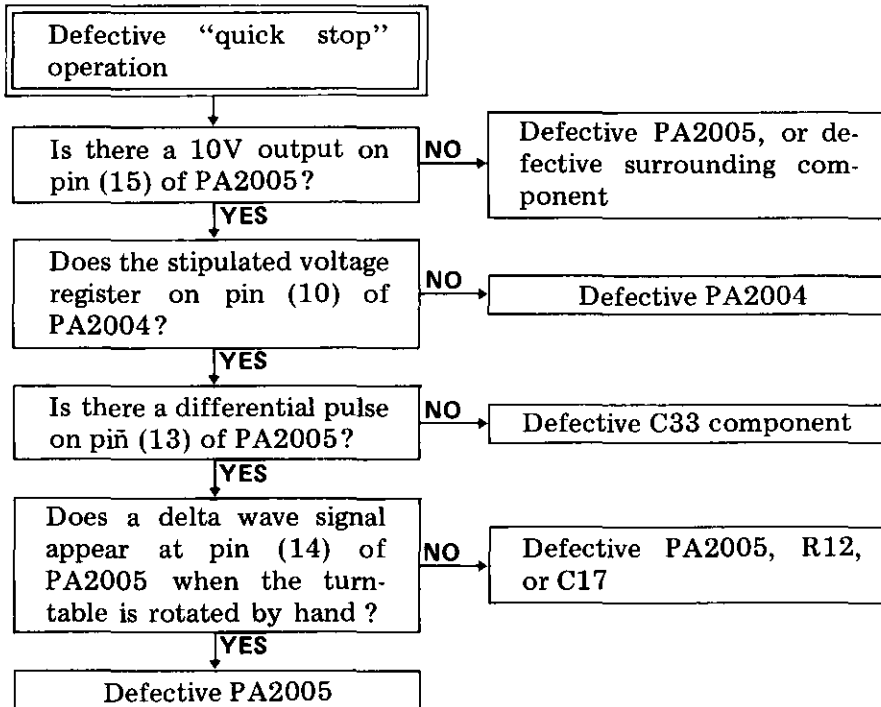 Defective “quick stop”
operation
Is there a 10V output on
pin (15) of PA2005?
NO
Defective PA2005, or de-
fective surrounding com-
ponent
YES
Does the stipulated voltage
register on pin (10) of
PA2004?
NO
Defective PA2004
YES
Is there a differential pulse
on pin (13) of PA2005?
NO
Defective C33 component
YES
Does a delta wave signal
appear at pin (14) of
PA2005 when the turn-
table is rotated by hand ?
NO
Defective PA2005, R12,
or C17
YES
Defective PA2005